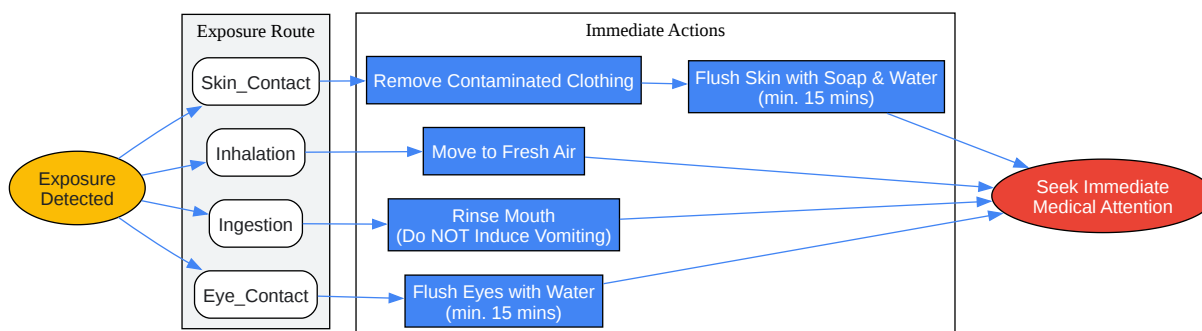 Exposure Route
Immediate Actions
Exposure
Detected
Skin_Contact
Remove Contaminated Clothing
Flush Skin with Soap & Water
(min. 15 mins)
Inhalation
Move to Fresh Air
Ingestion
Rinse Mouth
(Do NOT Induce Vomiting)
Eye_Contact
Flush Eyes with Water
(min. 15 mins)
Seek Immediate
Medical Attention